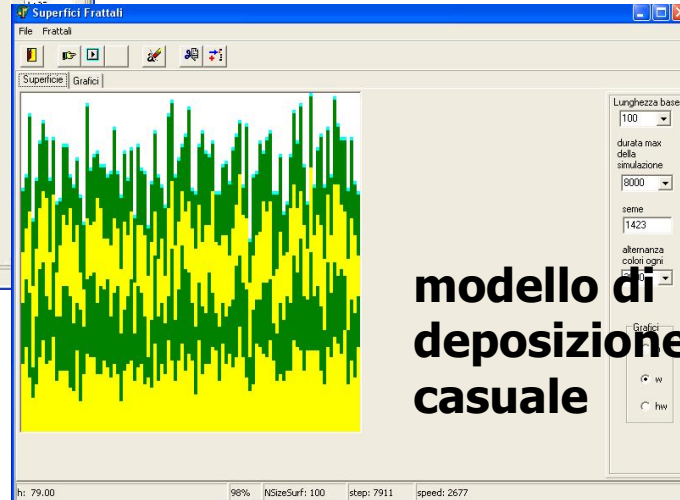 Superfici Frattali
File Frattali
Superficie Grafici
Lunghezza base
100
durata max
della
simulazione
8000
seme
1423
alternanza
colori ogni
modello di
deposizione
casuale
Grafici
w
hw
h: 79.00 98% NSizeSurf: 100 step: 7911 speed: 2677